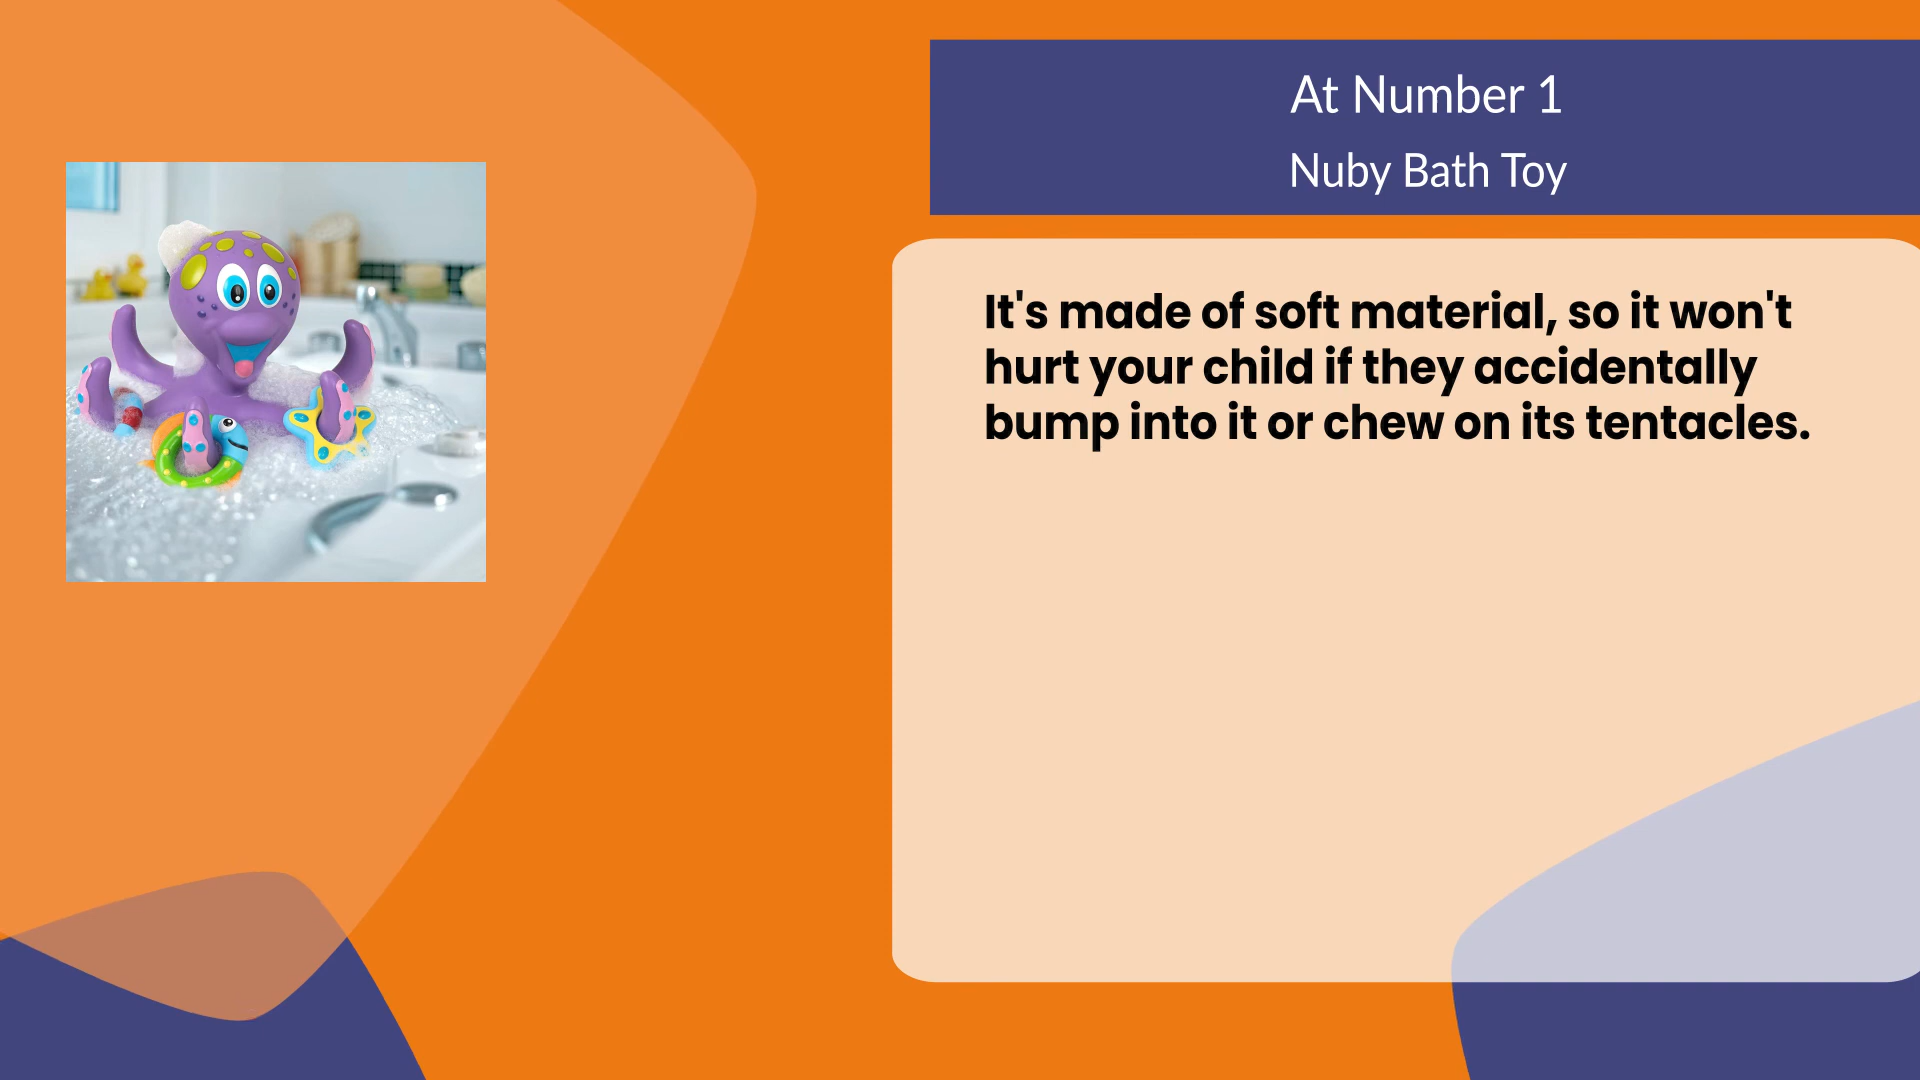 At Number 1
Nuby Bath Toy
It's made of soft material, so it won't
hurt your child if they accidentally
bump into it or chew on its tentacles.